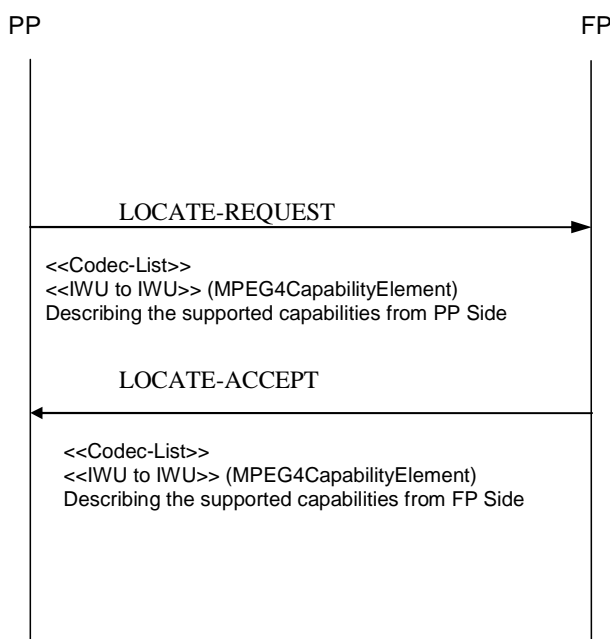 PP FP
LOCATE-REQUEST
<<Codec-List>>
<<IWU to IWU>> (MPEG4CapabilityElement)
Describing the supported capabilities from PP Side
LOCATE-ACCEPT
<<Codec-List>>
<<IWU to IWU>> (MPEG4CapabilityElement)
Describing the supported capabilities from FP Side